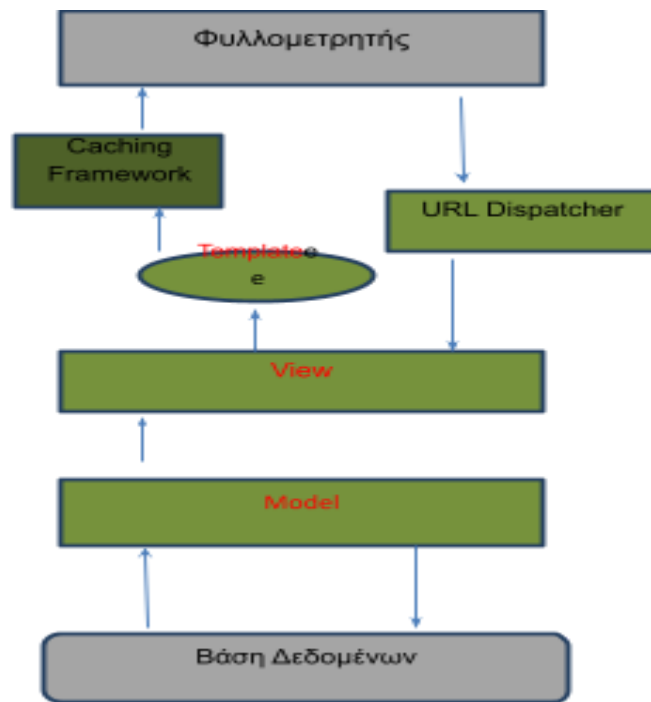 Φυλλομετρητής
Caching
Framework
URL Dispatcher
Templatee
e
View
Model
Βάση Δεδομένων